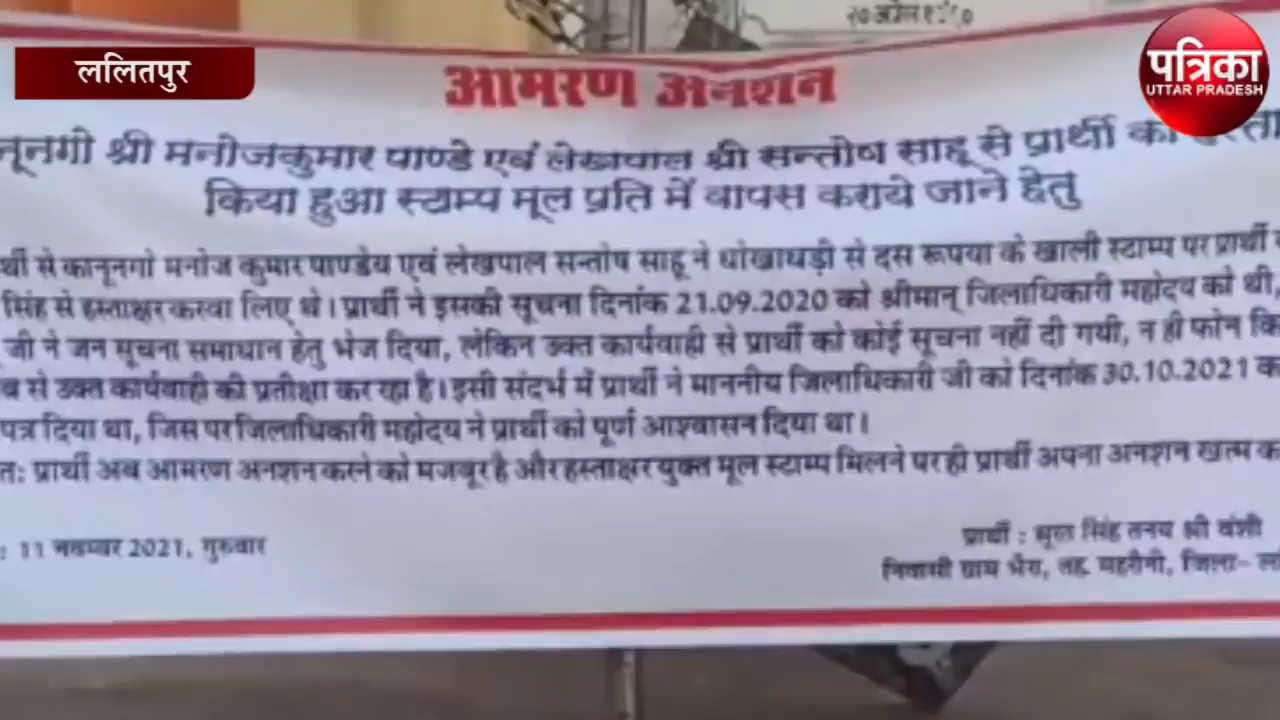 २० अप्रैल १९५०
ललितपुर
पत्रिका
UTTAR PRADESH
आमरण अनशन
नूनगो श्री मनोजकुमार पाण्डे एवं लेखपाल श्री सन्तोष साहू से प्रार्थी का
किया हुआ स्टाम्प मूल प्रति में वापस कराये जाने हेतु
र्थी से कानूनगो मनोज कुमार पाण्डेय एवं लेखपाल सन्तोष साहू ने धोखाधड़ी से दस रूपया के खाली स्टाम्प पर प्रार्थी
सिंह से हस्ताक्षर करवा लिए थे। प्रार्थी ने इसकी सूचना दिनांक 21.09.2020 को श्रीमान् जिलाधिकारी महोदय को थी,
जी ने जन सूचना समाधान हेतु भेज दिया, लेकिन उक्त कार्यवाही से प्रार्थी को कोई सूचना नहीं दी गयी, न ही फोन कि
ब से उक्त कार्यवाही की प्रतीक्षा कर रहा है। इसी संदर्भ में प्रार्थी ने माननीय जिलाधिकारी जी को दिनांक 30.10.2021 क
पत्र दिया था, जिस पर जिलाधिकारी महोदय ने प्रार्थी को पूर्ण आश्वासन दिया था।
त: प्रार्थी अब आमरण अनशन करने को मजबूर है और हस्ताक्षर युक्त मूल स्टाम्प मिलने पर ही प्रार्थी अपना अनशन खत्म क
: 11 नवम्बर 2021, गुरुवार
प्रार्थी : सिंह तनय श्री वंशी
निवासी ग्राम भैरा, तह. महरौनी, जिला- ल